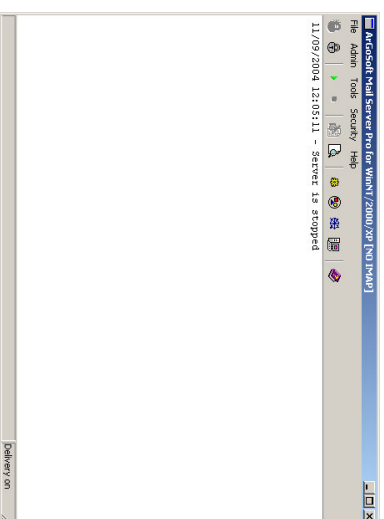 ArGoSoft Mail Server Pro for WinNT/2000/XP [NO IMAP]
File Admin Tools Security Help
11/09/2004 12:05:11 - Server is stopped
Delivery on